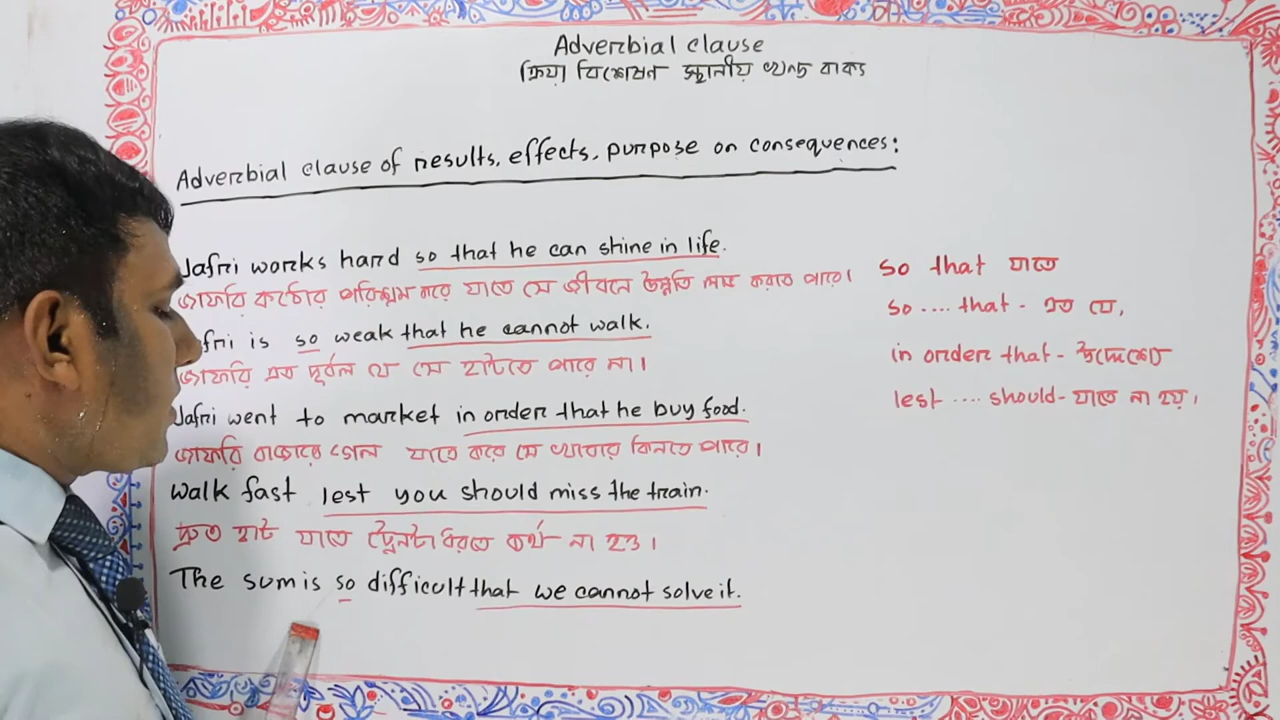 Adverbial clause
ক্রিয়া বিশেষণ স্থানীয় খন্ড বাক্য
Adverbial clause of results, effects, purpose or consequences:
Jafri works hard so that he can shine in life.
জাফরি কঠোর পরিশ্রম করে যাতে সে জীবনে উন্নতি লাভ করতে পারে।
Jafri is so weak that he cannot walk.
জাফরি এত দূর্বল যে সে হাটতে পারে না।
Jafri went to market in order that he buy food.
জাফরি বাজারে গেল যাতে করে সে খাবার কিনতে পারে।
Walk fast lest you should miss the train.
দ্রুত হাট যাতে ট্রেনটা ধরতে ব্যর্থ না হও।
The sum is so difficult that we cannot solve it.
so that যাতে
so .... that - এত যে,
in order that - উদ্দেশ্যে
lest .... should - যাতে না হয়।